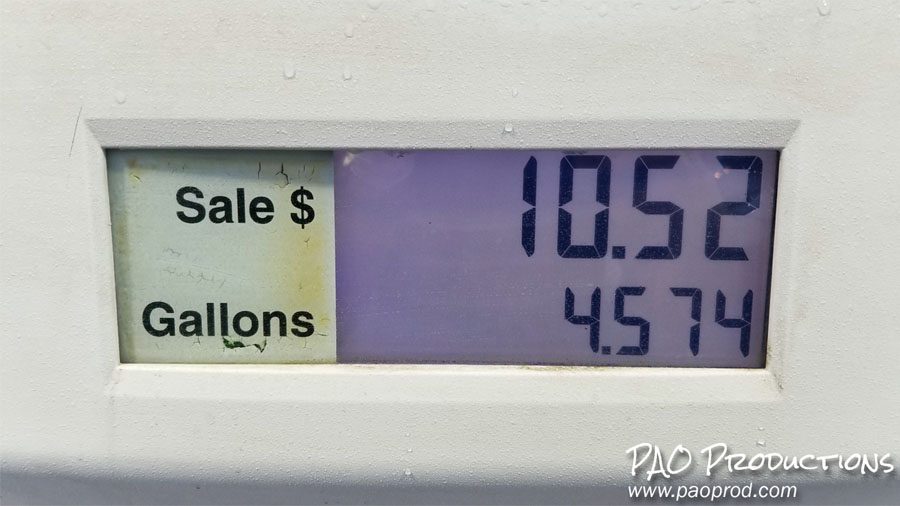 Sale $ 10.52
Gallons 4.574
PAO PRODUCTIONS
www.paoprod.com